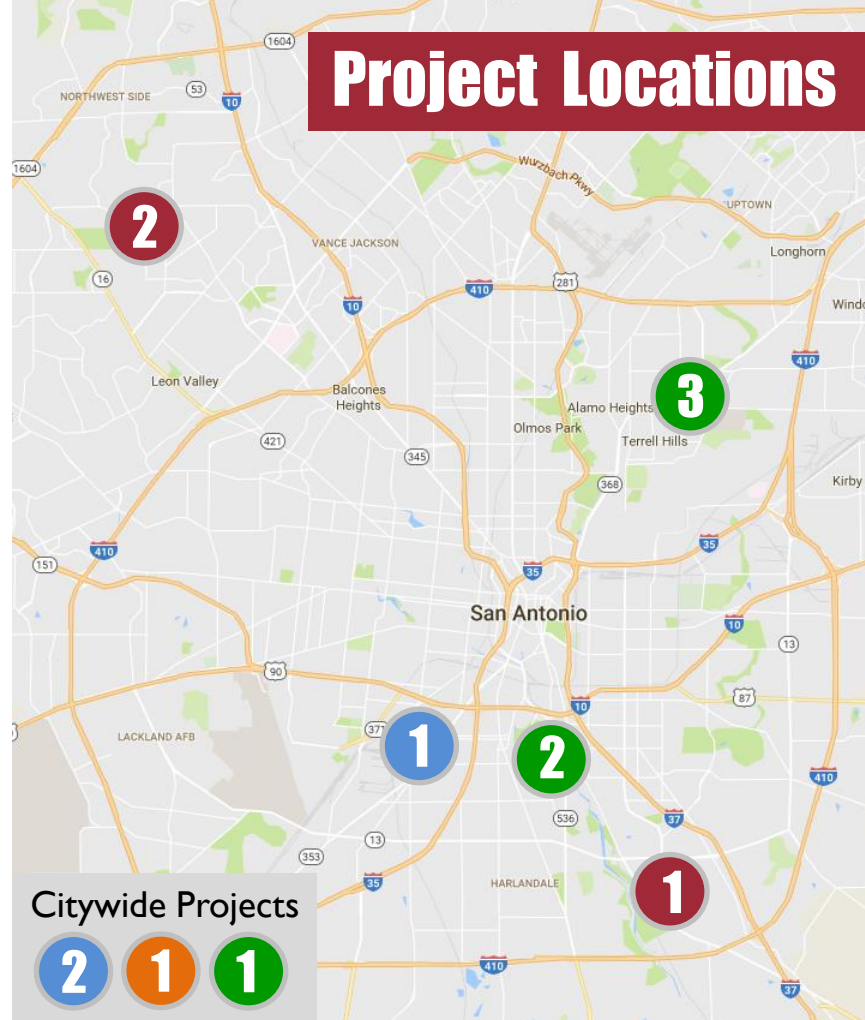 Project Locations
1604
NORTHWEST SIDE
53
10
1604
Wurzbach Pkwy
2
UPTOWN
VANCE JACKSON
Longhorn
16
281
410
10
Windc
410
Leon Valley
Balcones
Heights
Alamo Heights
3
Olmos Park
Terrell Hills
421
345
368
Kirby
35
410
151
35
San Antonio
10
13
90
87
10
371
1
LACKLAND AFB
2
410
536
37
13
353
35
HARLANDALE
1
Citywide Projects
2 1 1
410
37